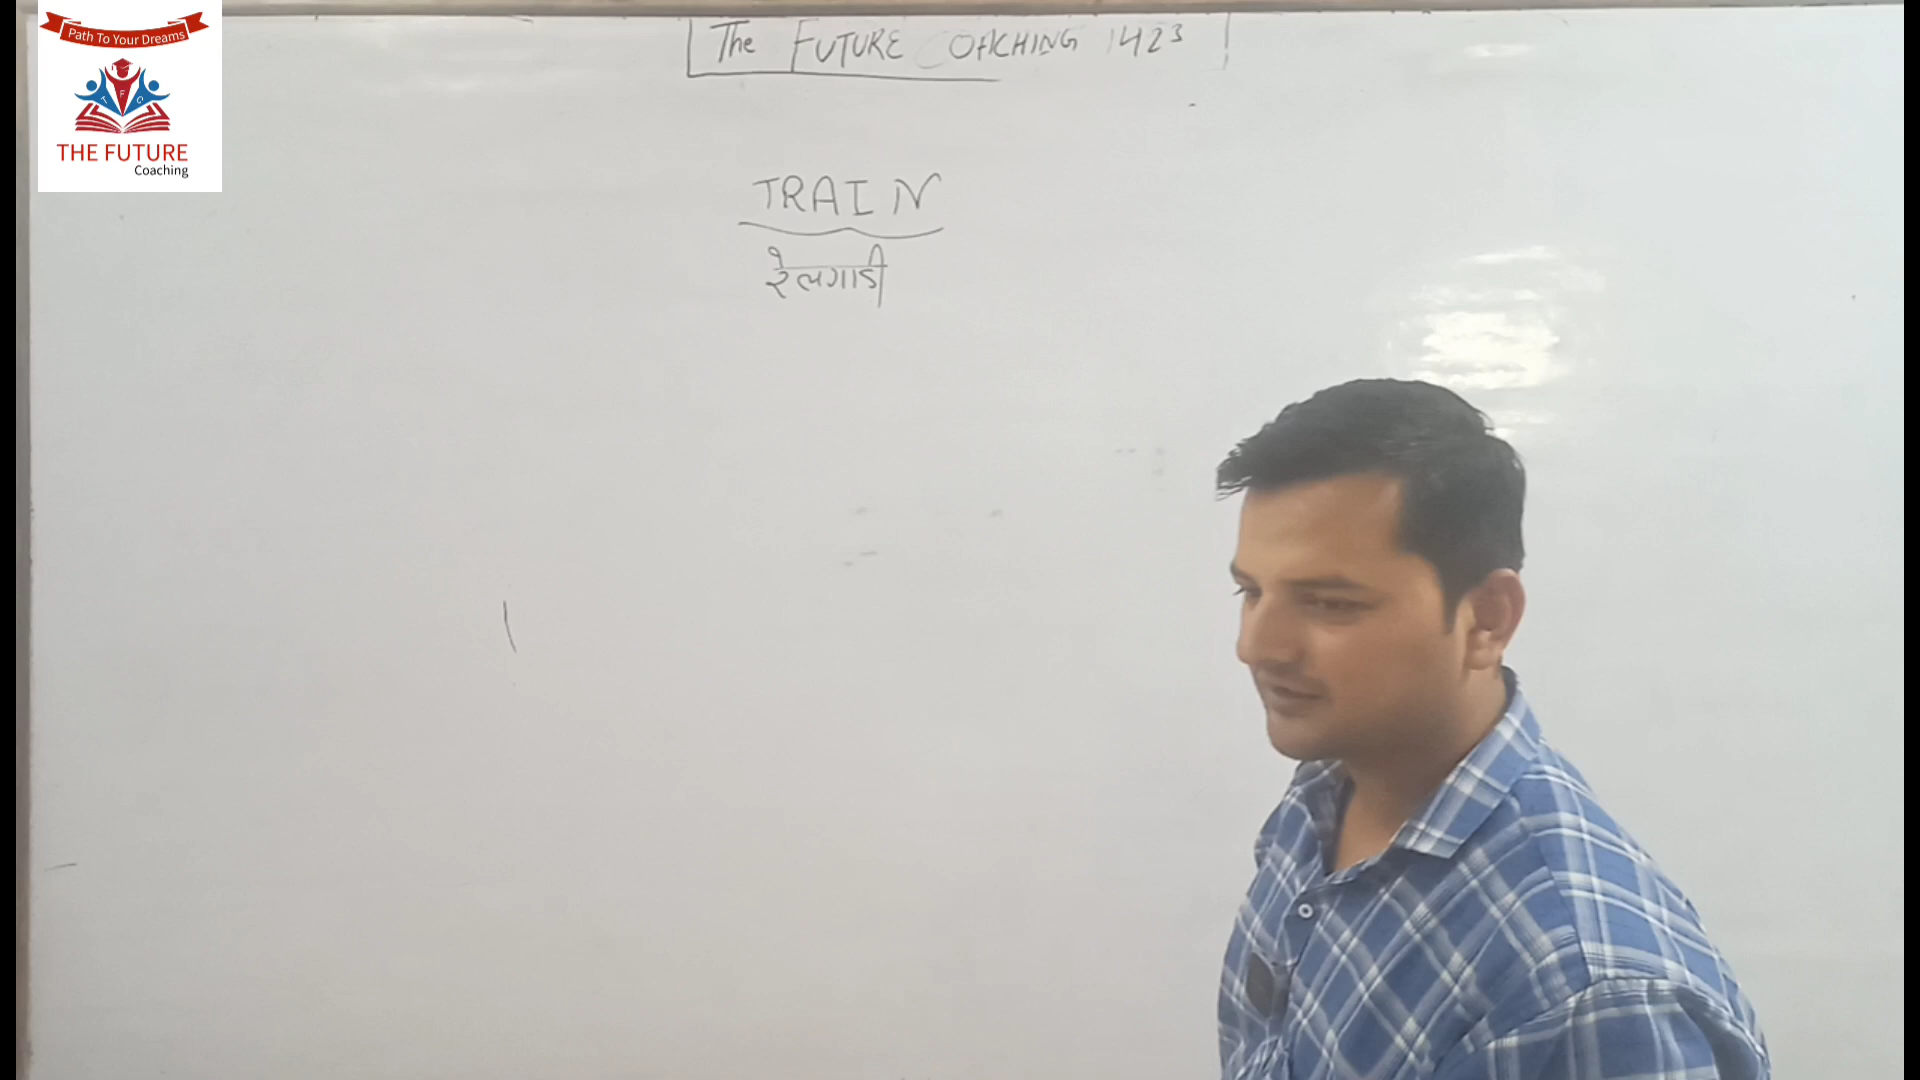 Path To Your Dreams
T F C
THE FUTURE
Coaching
The FUTURE COACHING 1423
TRAIN
रेलगाडी